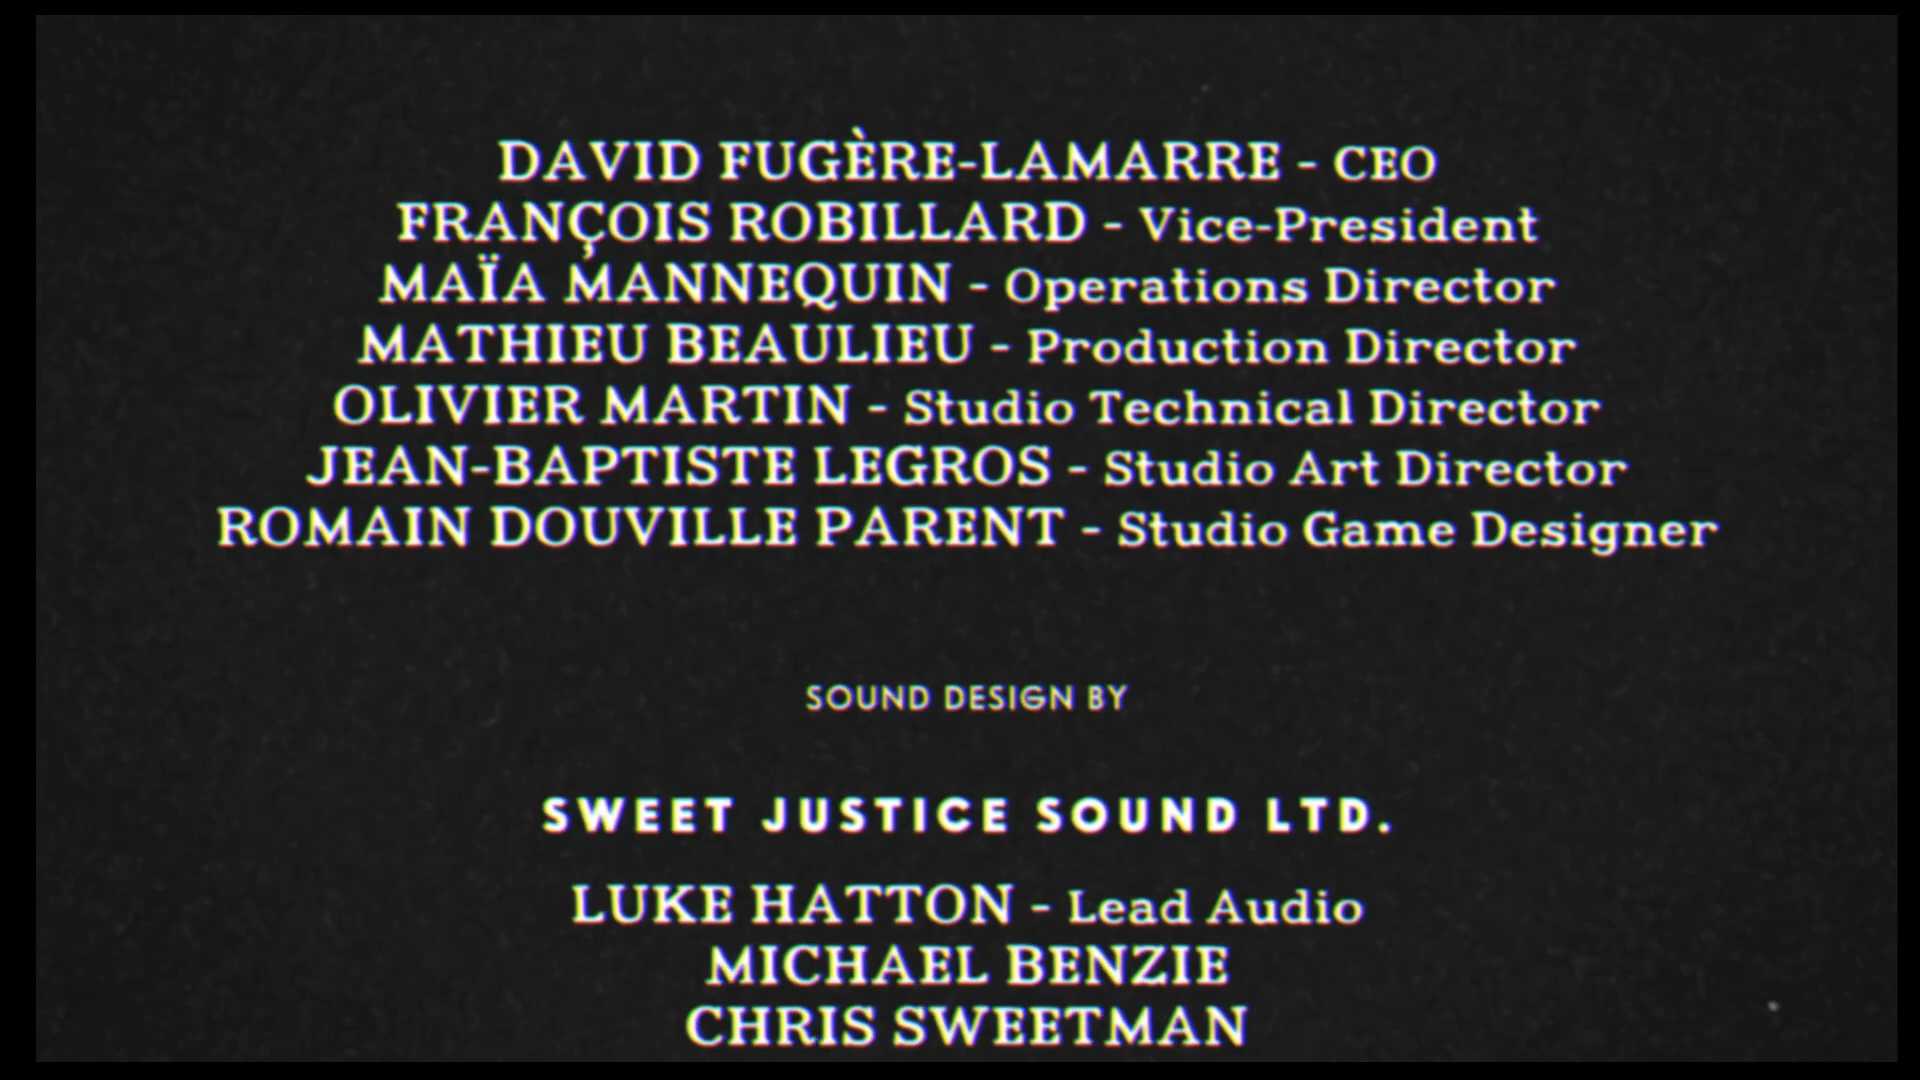 DAVID FUGÈRE-LAMARRE - CEO
FRANÇOIS ROBILLARD - Vice-President
MAÏA MANNEQUIN - Operations Director
MATHIEU BEAULIEU - Production Director
OLIVIER MARTIN - Studio Technical Director
JEAN-BAPTISTE LEGROS - Studio Art Director
ROMAIN DOUVILLE PARENT - Studio Game Designer
SOUND DESIGN BY
SWEET JUSTICE SOUND LTD.
LUKE HATTON - Lead Audio
MICHAEL BENZIE
CHRIS SWEETMAN